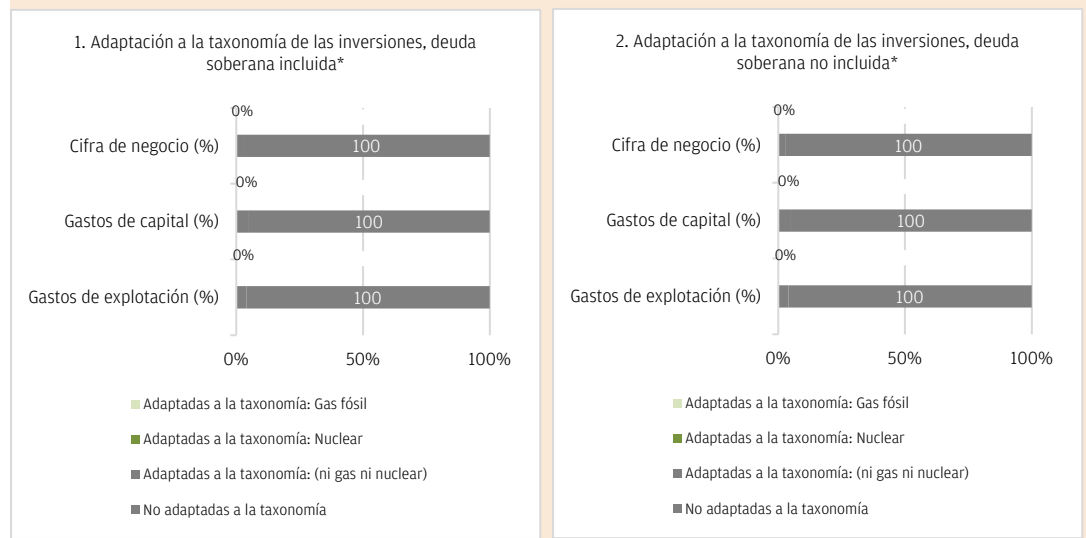 1. Adaptación a la taxonomía de las inversiones, deuda
soberana incluida*
0%
Cifra de negocio (%)
100
0%
Gastos de capital (%)
100
0%
Gastos de explotación (%)
100
0%
50%
100%
Adaptadas a la taxonomía: Gas fósil
Adaptadas a la taxonomía: Nuclear
Adaptadas a la taxonomía: (ni gas ni nuclear)
No adaptadas a la taxonomía
2. Adaptación a la taxonomía de las inversiones, deuda
soberana no incluida*
0%
Cifra de negocio (%)
100
0%
Gastos de capital (%)
100
0%
Gastos de explotación (%)
100
0%
50%
100%
Adaptadas a la taxonomía: Gas fósil
Adaptadas a la taxonomía: Nuclear
Adaptadas a la taxonomía: (ni gas ni nuclear)
No adaptadas a la taxonomía